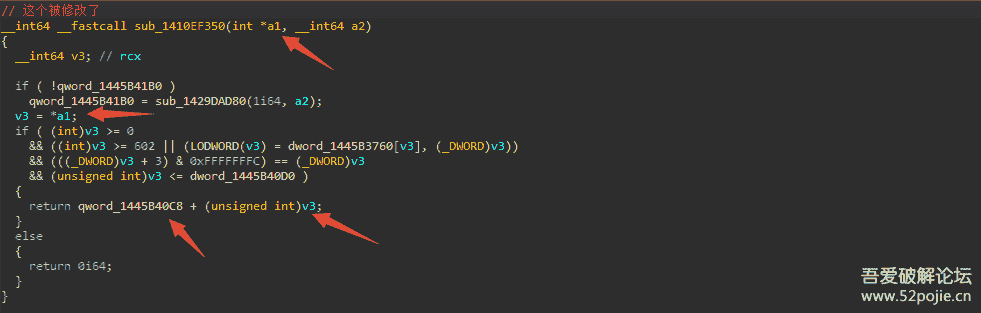 // 这个被修改了
__int64 __fastcall sub_1410EF350(int *a1, __int64 a2)
{
  __int64 v3; // rcx

  if ( !qword_1445B41B0 )
    qword_1445B41B0 = sub_1429DAD80(1i64, a2);
  v3 = *a1;
  if ( (int)v3 >= 0
    && ((int)v3 >= 602 || (LODWORD(v3) = dword_1445B3760[v3], (_DWORD)v3))
    && (((_DWORD)v3 + 3) & 0xFFFFFFFC) == (_DWORD)v3
    && (unsigned int)v3 <= dword_1445B40D0 )
  {
    return qword_1445B40C8 + (unsigned int)v3;
  }
  else
  {
    return 0i64;
  }
}
吾爱破解论坛
www.52pojie.cn